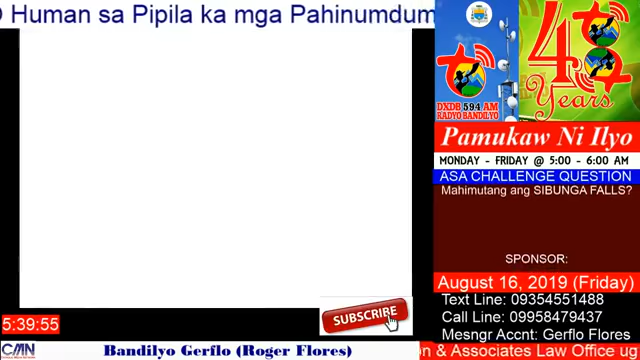 Human sa Pipila ka mga Pahinumdum
48
Years
DXDB 594 AM
RADYO BANDILYO
Pamukaw Ni Ilyo
MONDAY - FRIDAY @ 5:00 - 6:00 AM
ASA CHALLENGE QUESTION
Mahimutang ang SIBUNGA FALLS?
SPONSOR:
August 16, 2019 (Friday)
Text Line: 09354551488
Call Line: 09958479437
Mesngr Accnt: Gerflo Flores
SUBSCRIBE
5:39:55
CMN
Bandilyo Gerflo (Roger Flores)
& Associates Law Office ug